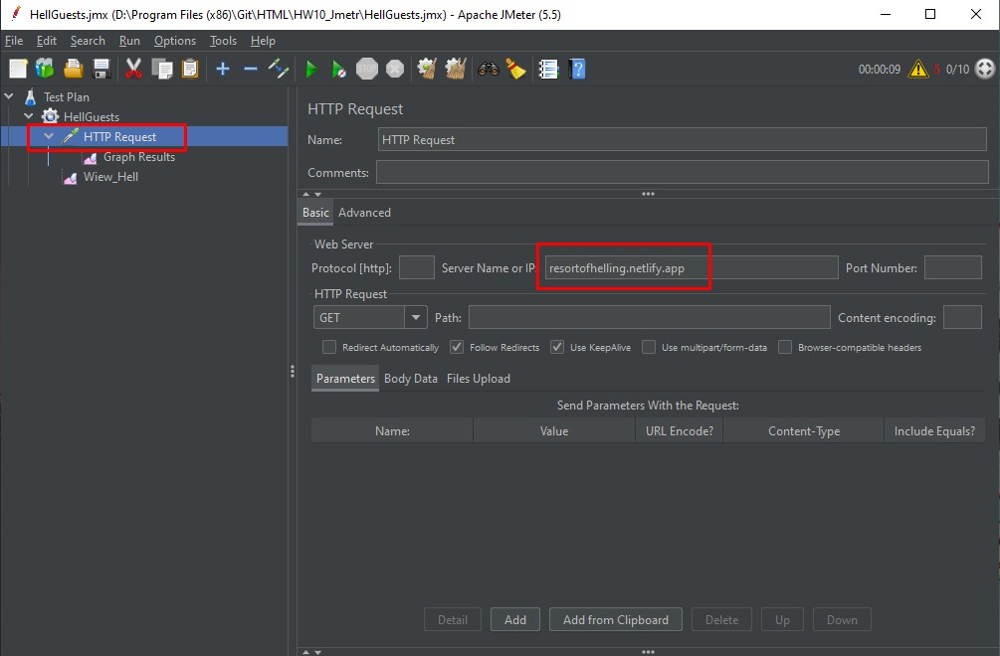 HellGuests.jmx (D:\Program Files (x86)\Git\HTML\HW10_Jmetr\HellGuests.jmx) - Apache JMeter (5.5)
File Edit Search Run Options Tools Help
STOP 00:00:09 5 0/10
Test Plan
HellGuests
HTTP Request
Graph Results
Wiew_Hell
HTTP Request
Name: HTTP Request
Comments:
Basic Advanced
Web Server
Protocol [http]: Server Name or IP: resortofhelling.netlify.app Port Number:
HTTP Request
GET Path: Content encoding:
Redirect Automatically Follow Redirects Use KeepAlive Use multipart/form-data Browser-compatible headers
Parameters Body Data Files Upload
Send Parameters With the Request:
Name: Value URL Encode? Content-Type Include Equals?
Detail Add Add from Clipboard Delete Up Down